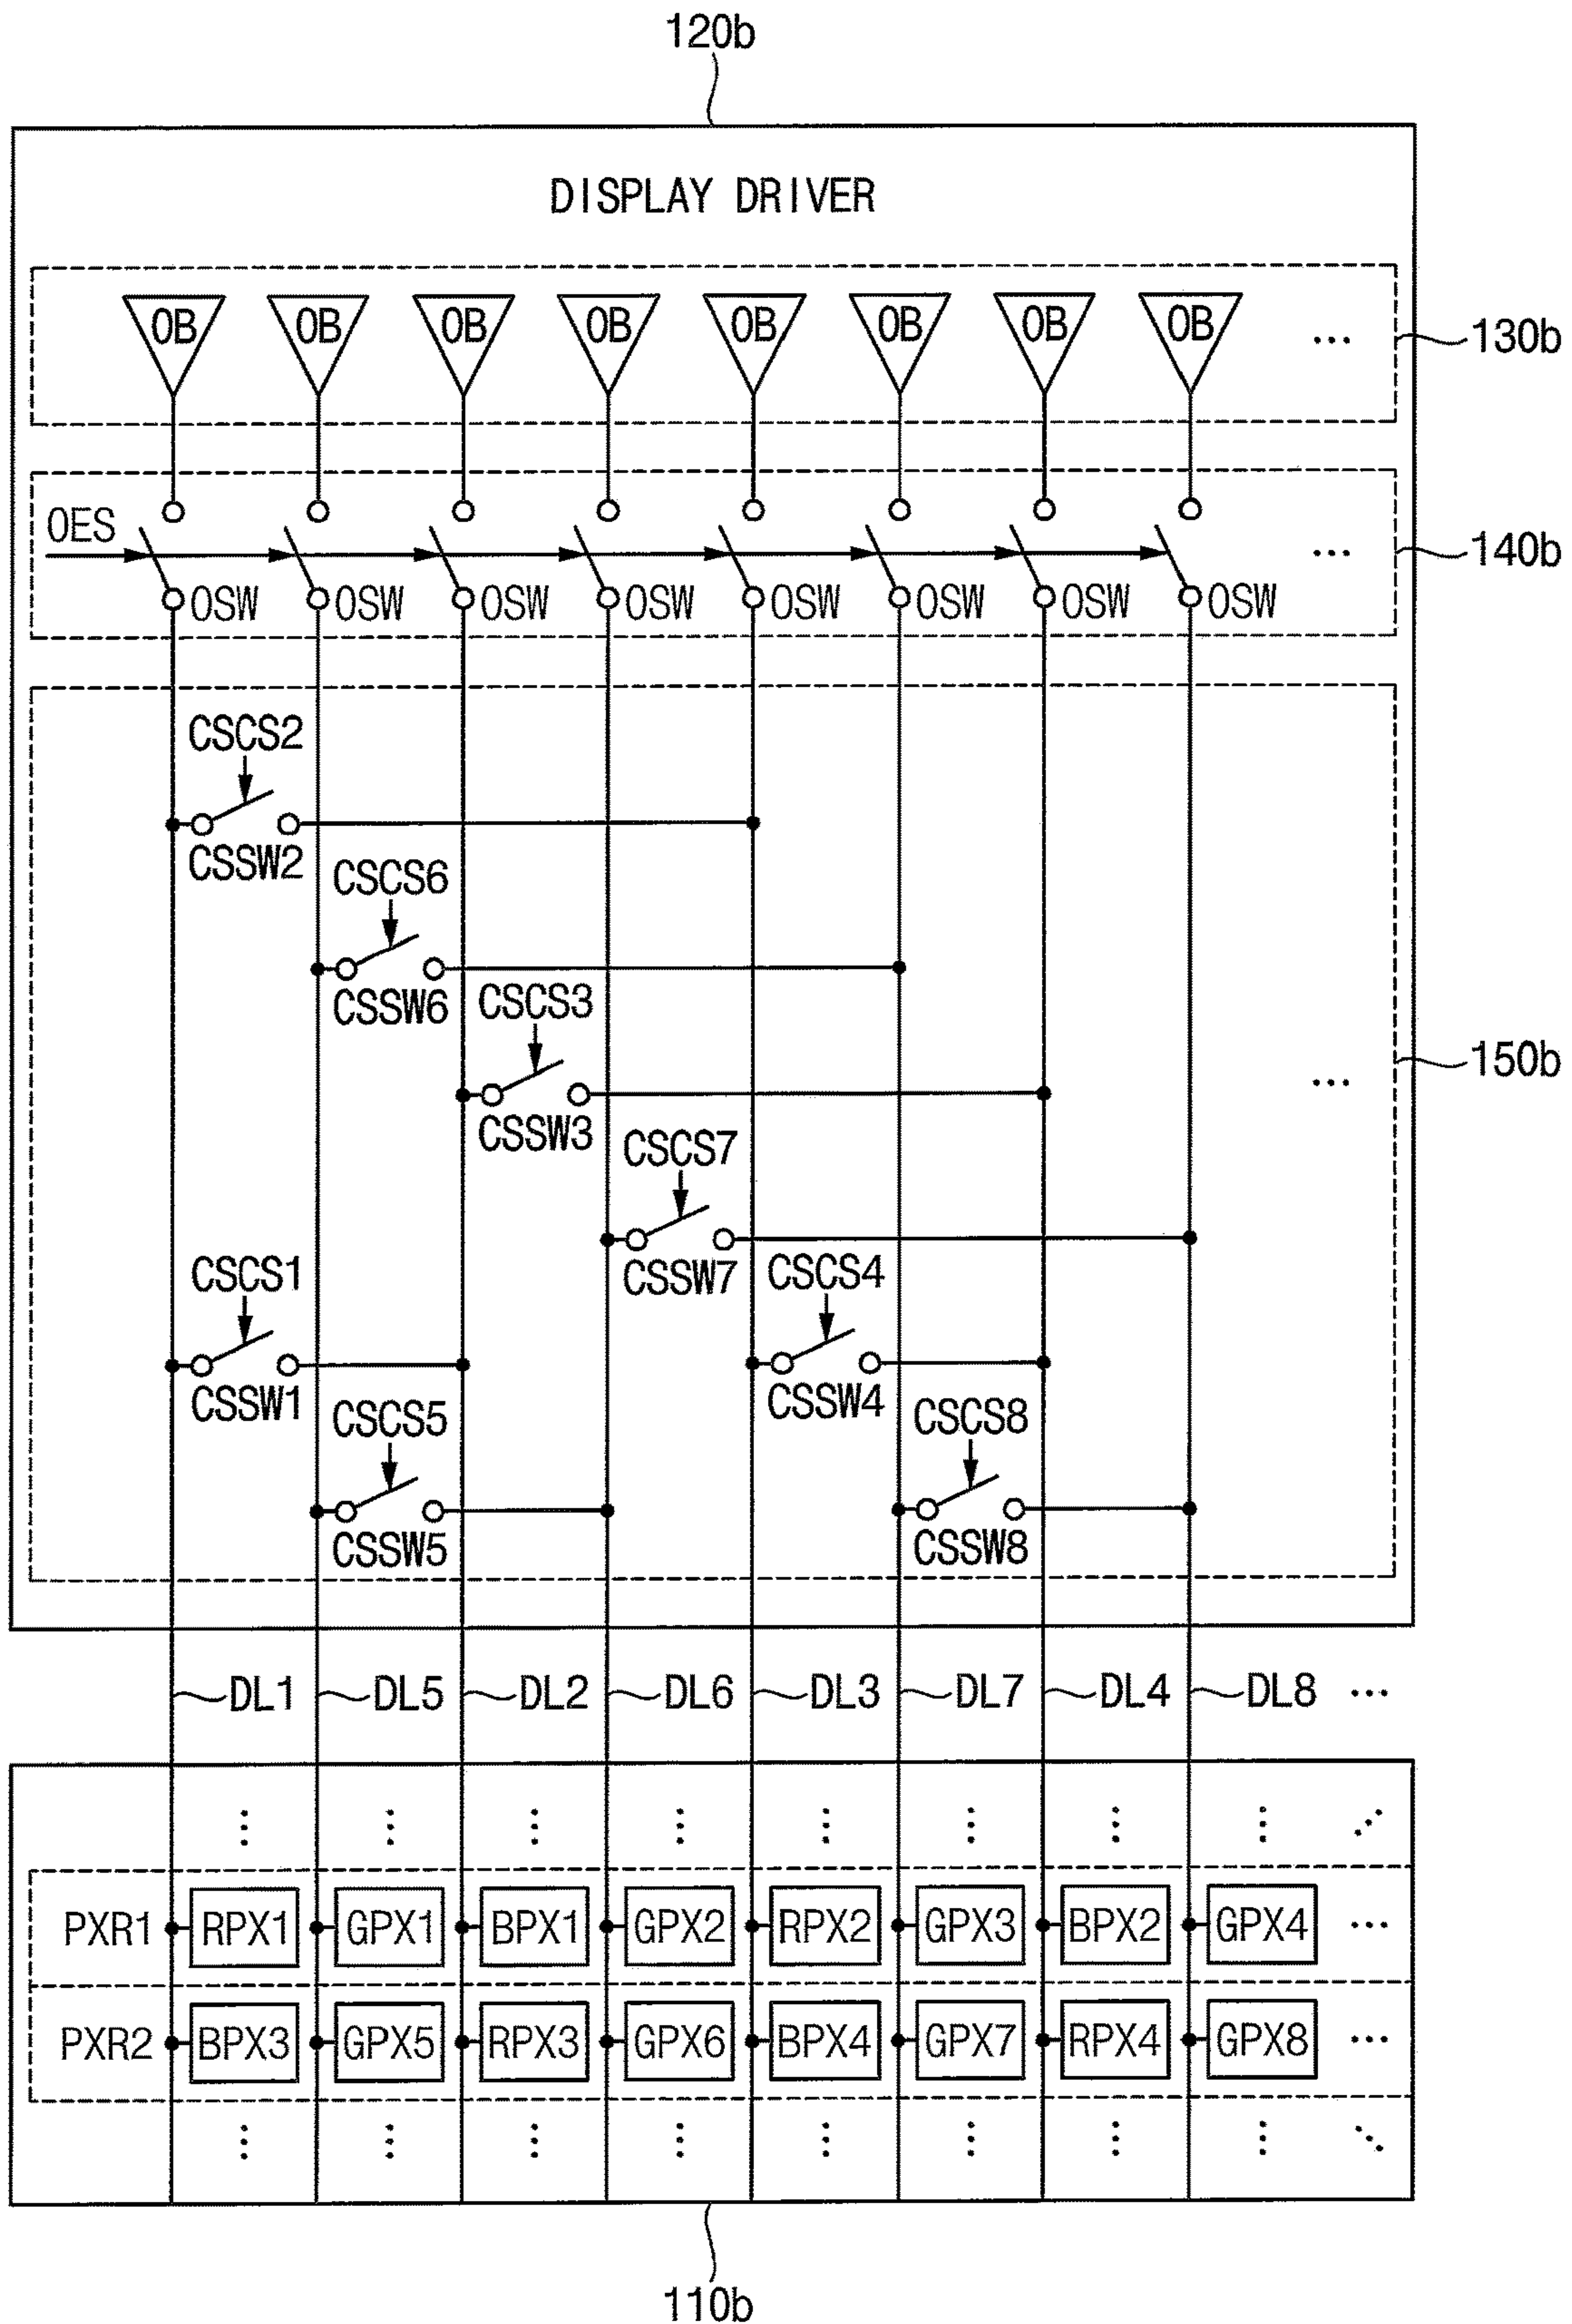 120b
DISPLAY DRIVER
OB OB OB OB OB OB OB OB ... 130b
OES ... 140b
OSW OSW OSW OSW OSW OSW OSW OSW
CSCS2
CSSW2
CSCS6
CSSW6
CSCS3
CSSW3
... 150b
CSCS7
CSSW7
CSCS1
CSSW1
CSCS4
CSSW4
CSCS5
CSSW5
CSCS8
CSSW8
DL1 DL5 DL2 DL6 DL3 DL7 DL4 DL8 ...
PXR1 RPX1 GPX1 BPX1 GPX2 RPX2 GPX3 BPX2 GPX4 ...
PXR2 BPX3 GPX5 RPX3 GPX6 BPX4 GPX7 RPX4 GPX8 ...
110b